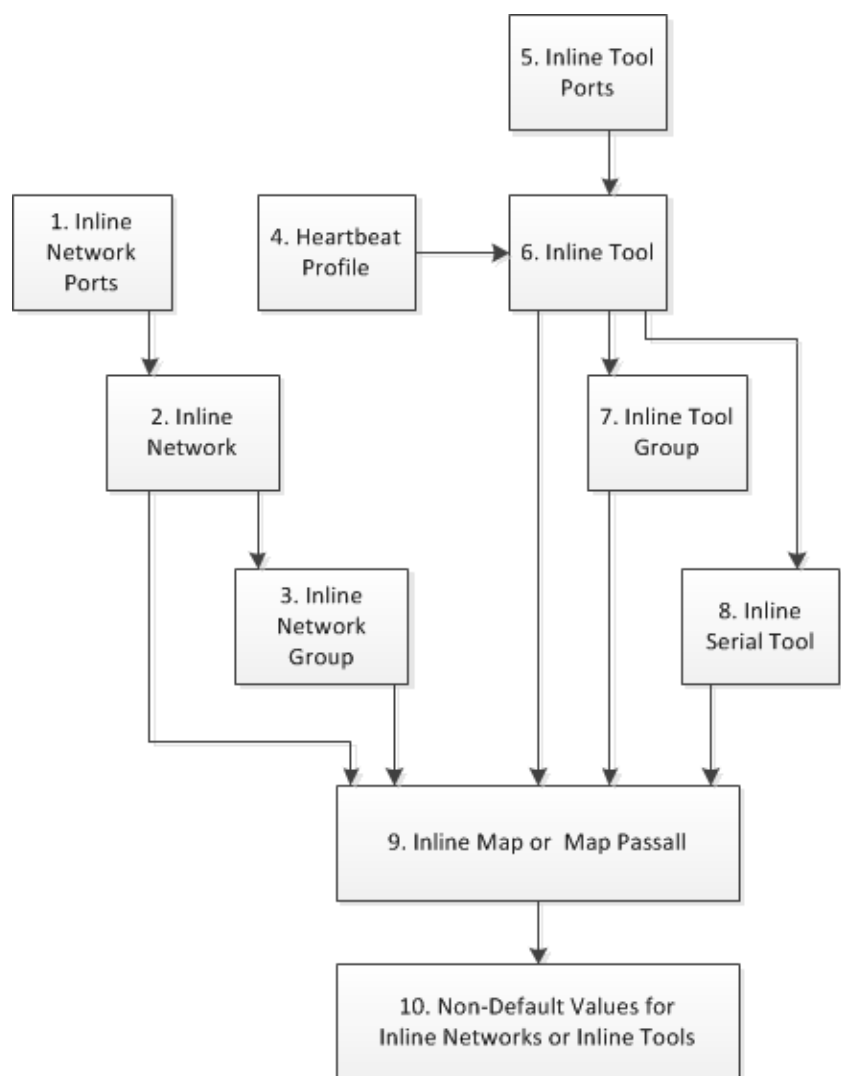 5. Inline Tool
Ports
1. Inline
Network
Ports
4. Heartbeat
Profile
6. Inline Tool
2. Inline
Network
7. Inline Tool
Group
3. Inline
Network
Group
8. Inline
Serial Tool
9. Inline Map or Map Passall
10. Non-Default Values for
Inline Networks or Inline Tools